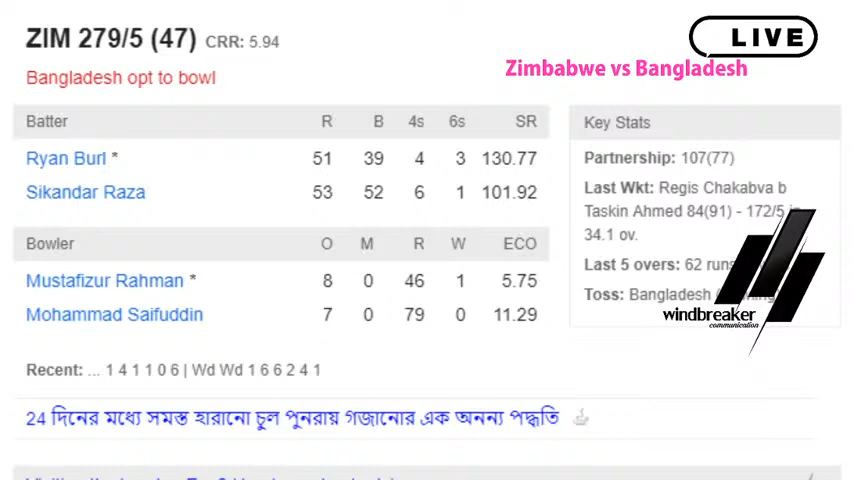 ZIM 279/5 (47) CRR: 5.94
LIVE
Zimbabwe vs Bangladesh
Bangladesh opt to bowl
Batter R B 4s 6s SR
Ryan Burl * 51 39 4 3 130.77
Sikandar Raza 53 52 6 1 101.92
Bowler O M R W ECO
Mustafizur Rahman * 8 0 46 1 5.75
Mohammad Saifuddin 7 0 79 0 11.29
Key Stats
Partnership: 107(77)
Last Wkt: Regis Chakabva b
Taskin Ahmed 84(91) - 172/5 in
34.1 ov.
Last 5 overs: 62 runs
Toss: Bangladesh
windbreaker
communication
Recent: ... 1 4 1 1 0 6 | Wd Wd 1 6 6 2 4 1
24 দিনের মধ্যে সমস্ত হারানো চুল পুনরায় গজানোর এক অনন্য পদ্ধতি